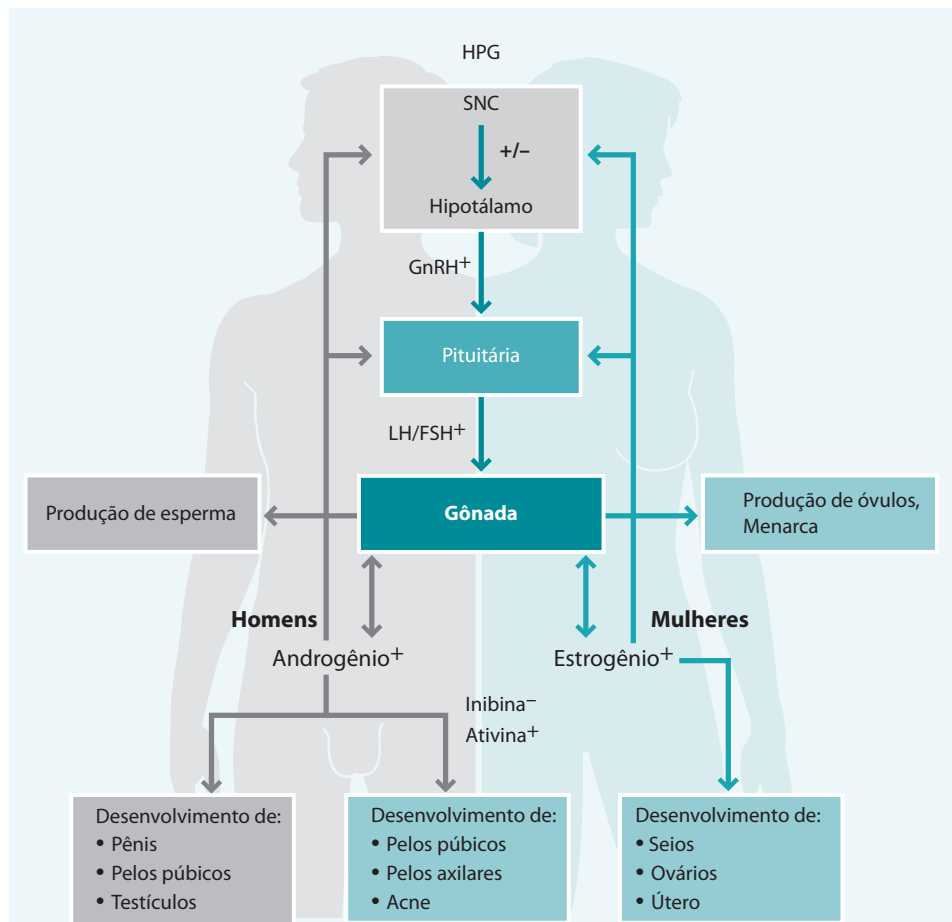 HPG
SNC
+/–
Hipotálamo
GnRH+
Pituitária
LH/FSH+
Produção de esperma
Gônada
Produção de óvulos,
Menarca
Homens
Mulheres
Androgênio+
Estrogênio+
Inibina–
Ativina+
Desenvolvimento de:
• Pênis
• Pelos púbicos
• Testículos
Desenvolvimento de:
• Pelos púbicos
• Pelos axilares
• Acne
Desenvolvimento de:
• Seios
• Ovários
• Útero